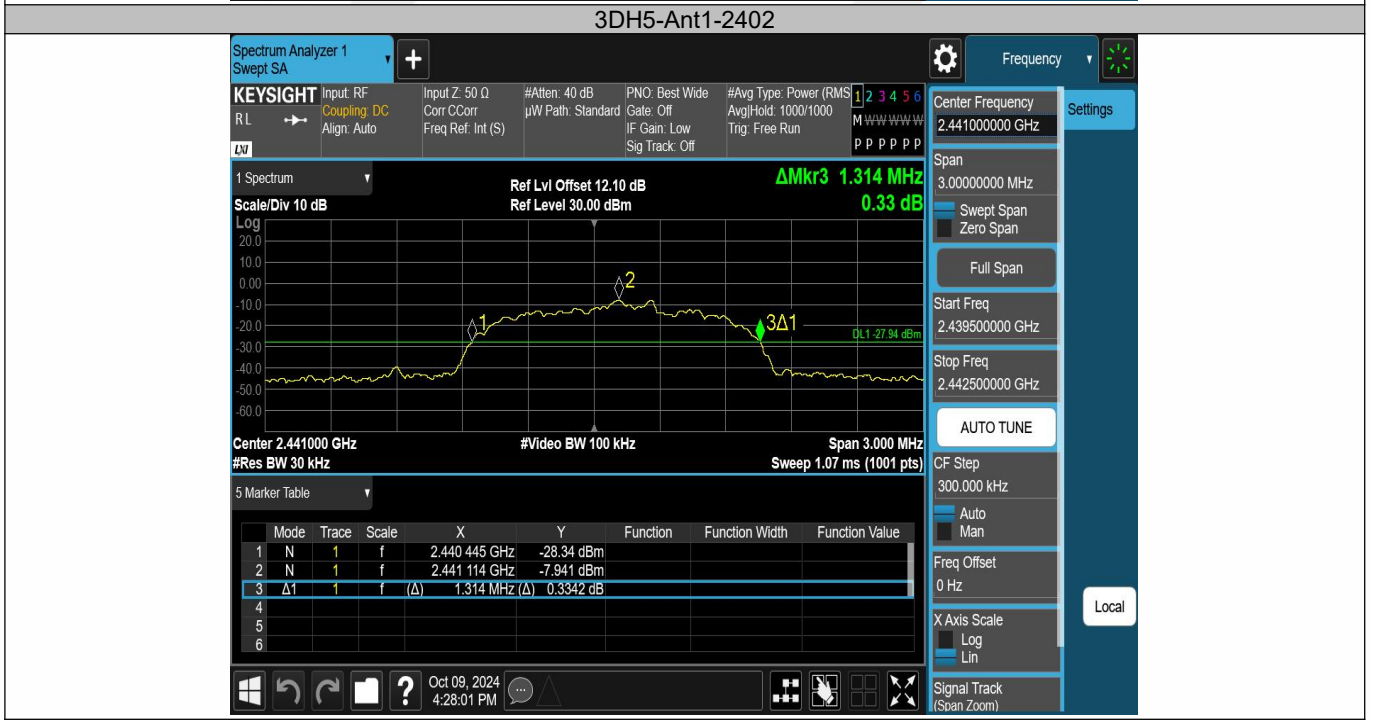 3DH5-Ant1-2402
Spectrum Analyzer 1
Swept SA
+
Frequency
KEYSIGHT
RL
LXI
Input: RF
Coupling: DC
Align: Auto
Input Z: 50 Ω
Corr CCorr
Freq Ref: Int (S)
#Atten: 40 dB
µW Path: Standard
PNO: Best Wide
Gate: Off
IF Gain: Low
Sig Track: Off
#Avg Type: Power (RMS
Avg|Hold: 1000/1000
Trig: Free Run
1 2 3 4 5 6
M W W W W W
P P P P P P
1 Spectrum
Scale/Div 10 dB
Ref Lvl Offset 12.10 dB
Ref Level 30.00 dBm
ΔMkr3 1.314 MHz
0.33 dB
Log
20.0
10.0
0.00
-10.0
-20.0
-30.0
-40.0
-50.0
-60.0
1
2
3Δ1
DL1 -27.94 dBm
Center 2.441000 GHz
#Video BW 100 kHz
Span 3.000 MHz
#Res BW 30 kHz
Sweep 1.07 ms (1001 pts)
5 Marker Table
Mode Trace Scale X Y Function Function Width Function Value
1 N 1 f 2.440 445 GHz -28.34 dBm
2 N 1 f 2.441 114 GHz -7.941 dBm
3 Δ1 1 f (Δ) 1.314 MHz (Δ) 0.3342 dB
4
5
6
?
Oct 09, 2024
4:28:01 PM
Center Frequency
2.441000000 GHz
Span
3.00000000 MHz
Swept Span
Zero Span
Full Span
Start Freq
2.439500000 GHz
Stop Freq
2.442500000 GHz
AUTO TUNE
CF Step
300.000 kHz
Auto
Man
Freq Offset
0 Hz
X Axis Scale
Log
Lin
Signal Track
(Span Zoom)
Settings
Local